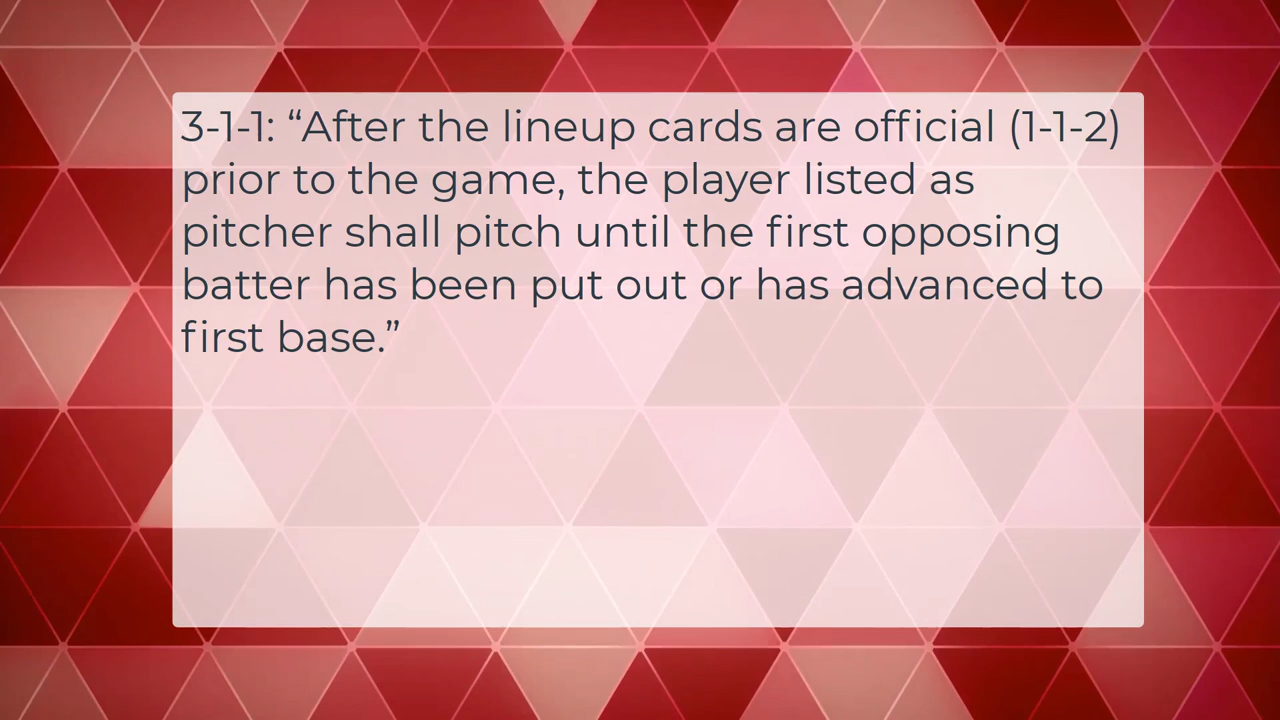 3-1-1: “After the lineup cards are official (1-1-2)
prior to the game, the player listed as
pitcher shall pitch until the first opposing
batter has been put out or has advanced to
first base.”